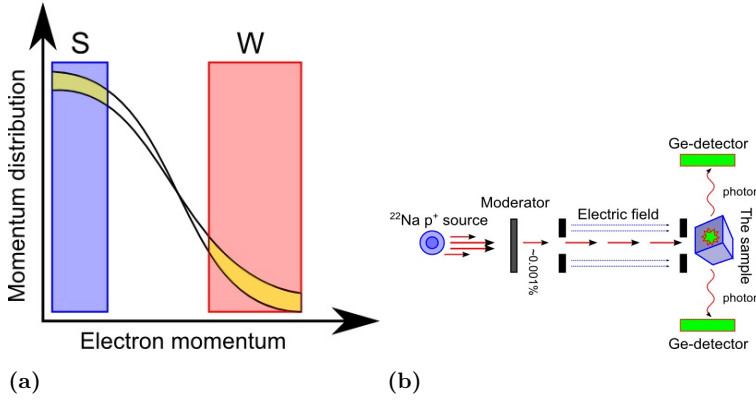 S
W
Momentum distribution
Electron momentum
(a)
Ge-detector
photon
Moderator
²²Na p⁺ source
Electric field
The sample
~0.001%
photon
Ge-detector
(b)